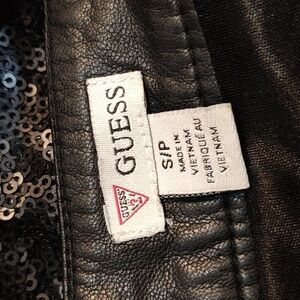 GUESS
GUESS
S/P
MADE IN
VIETNAM
FABRIQUÉ AU
VIETNAM